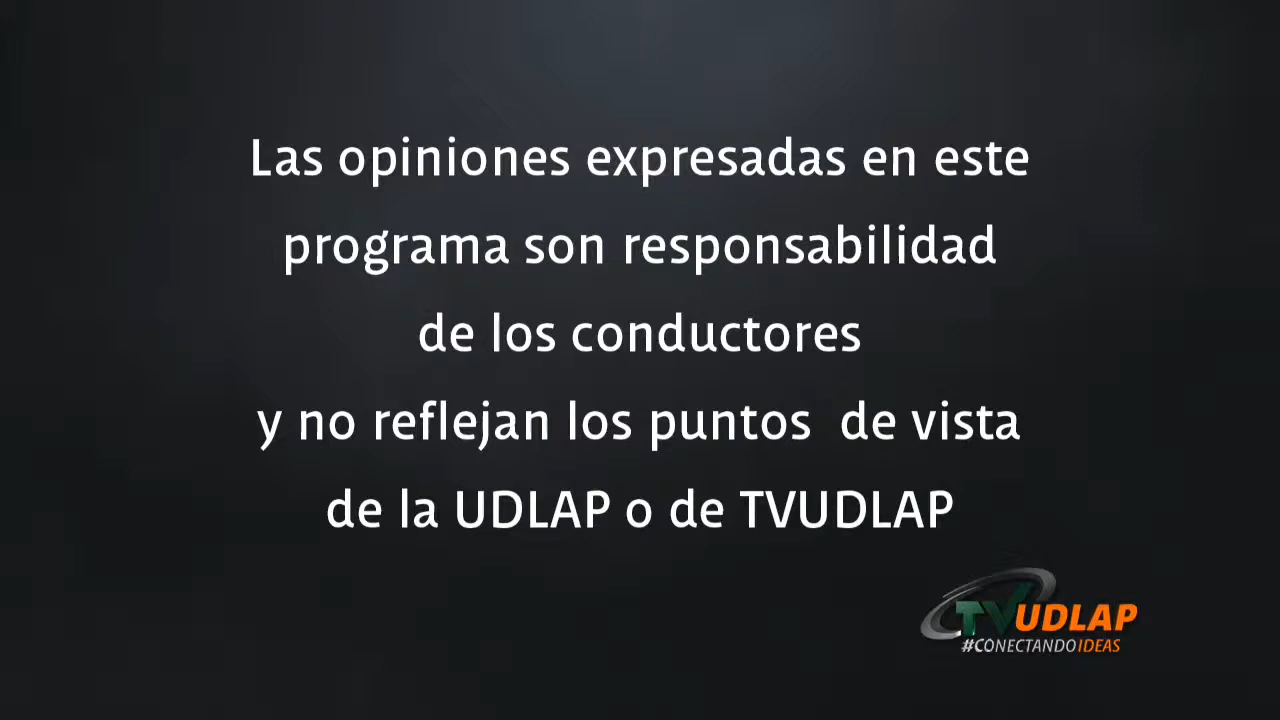 Las opiniones expresadas en este
programa son responsabilidad
de los conductores
y no reflejan los puntos  de vista
de la UDLAP o de TVUDLAP
TVUDLAP
#CONECTANDOIDEAS